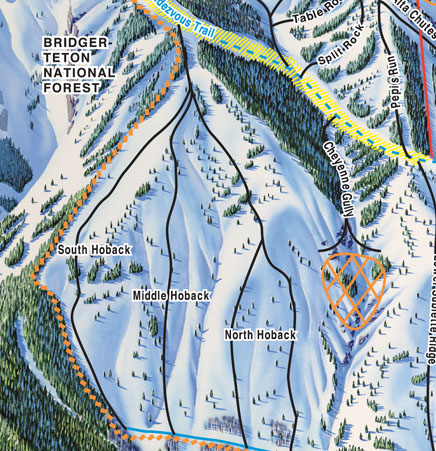 dezvous Trail
Table Ro
Split Rock
Chutes
Pepi's Run
BRIDGER-
TETON
NATIONAL
FOREST
Cheyenne Gully
South Hoback
Middle Hoback
North Hoback
Ridge